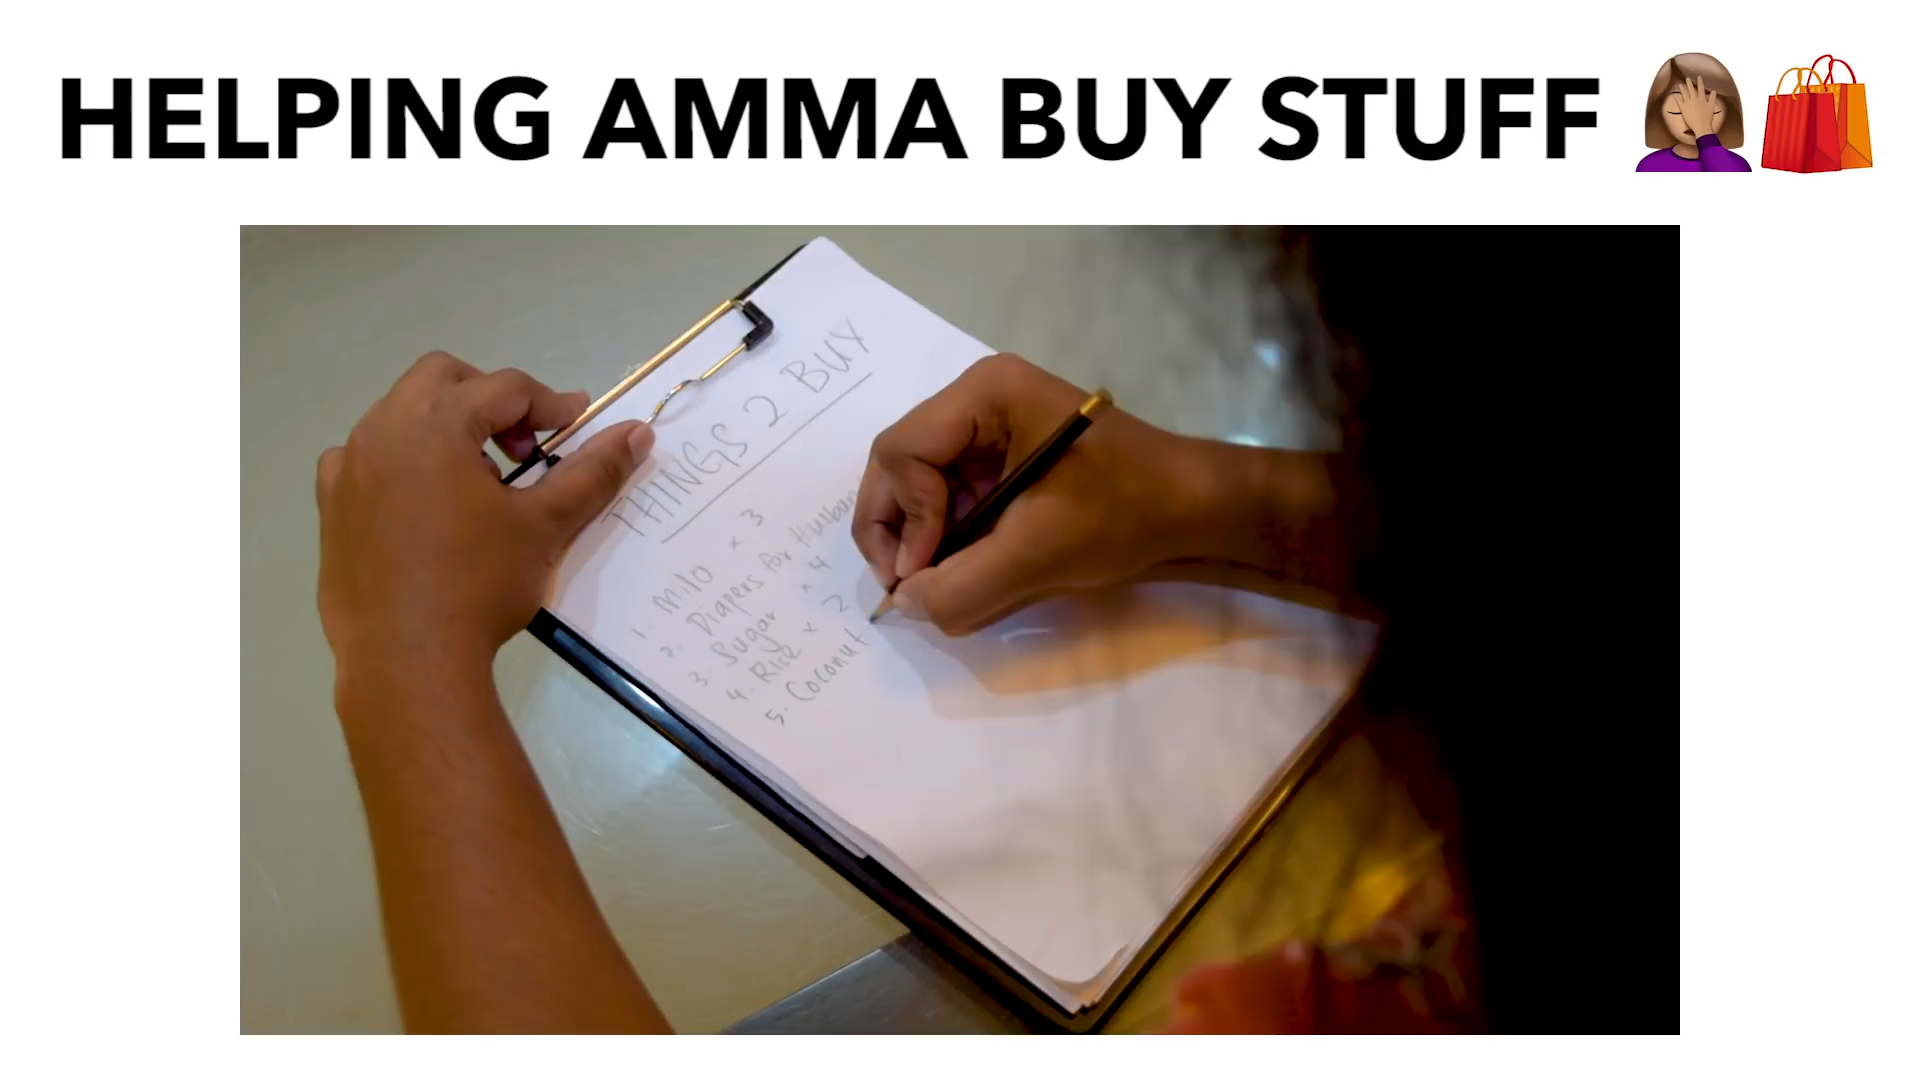 HELPING AMMA BUY STUFF
THINGS 2 BUY
1. Milo × 3
2. Diapers for
3. Sugar × 4
4. Rice × 2
5. Coconut